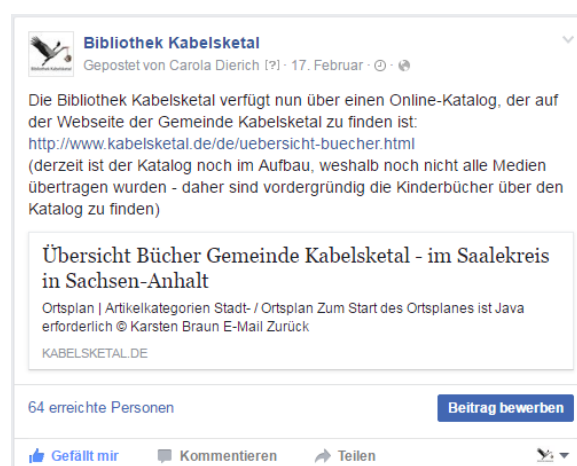 Bibliothek Kabelsketal
Gepostet von Carola Dierich [?] · 17. Februar ·
Die Bibliothek Kabelsketal verfügt nun über einen Online-Katalog, der auf
der Webseite der Gemeinde Kabelsketal zu finden ist:
http://www.kabelsketal.de/de/uebersicht-buecher.html
(derzeit ist der Katalog noch im Aufbau, weshalb noch nicht alle Medien
übertragen wurden - daher sind vordergründig die Kinderbücher über den
Katalog zu finden)
Übersicht Bücher Gemeinde Kabelsketal - im Saalekreis
in Sachsen-Anhalt
Ortsplan | Artikelkategorien Stadt- / Ortsplan Zum Start des Ortsplanes ist Java
erforderlich © Karsten Braun E-Mail Zurück
KABELSKETAL.DE
64 erreichte Personen
Beitrag bewerben
Gefällt mir Kommentieren Teilen